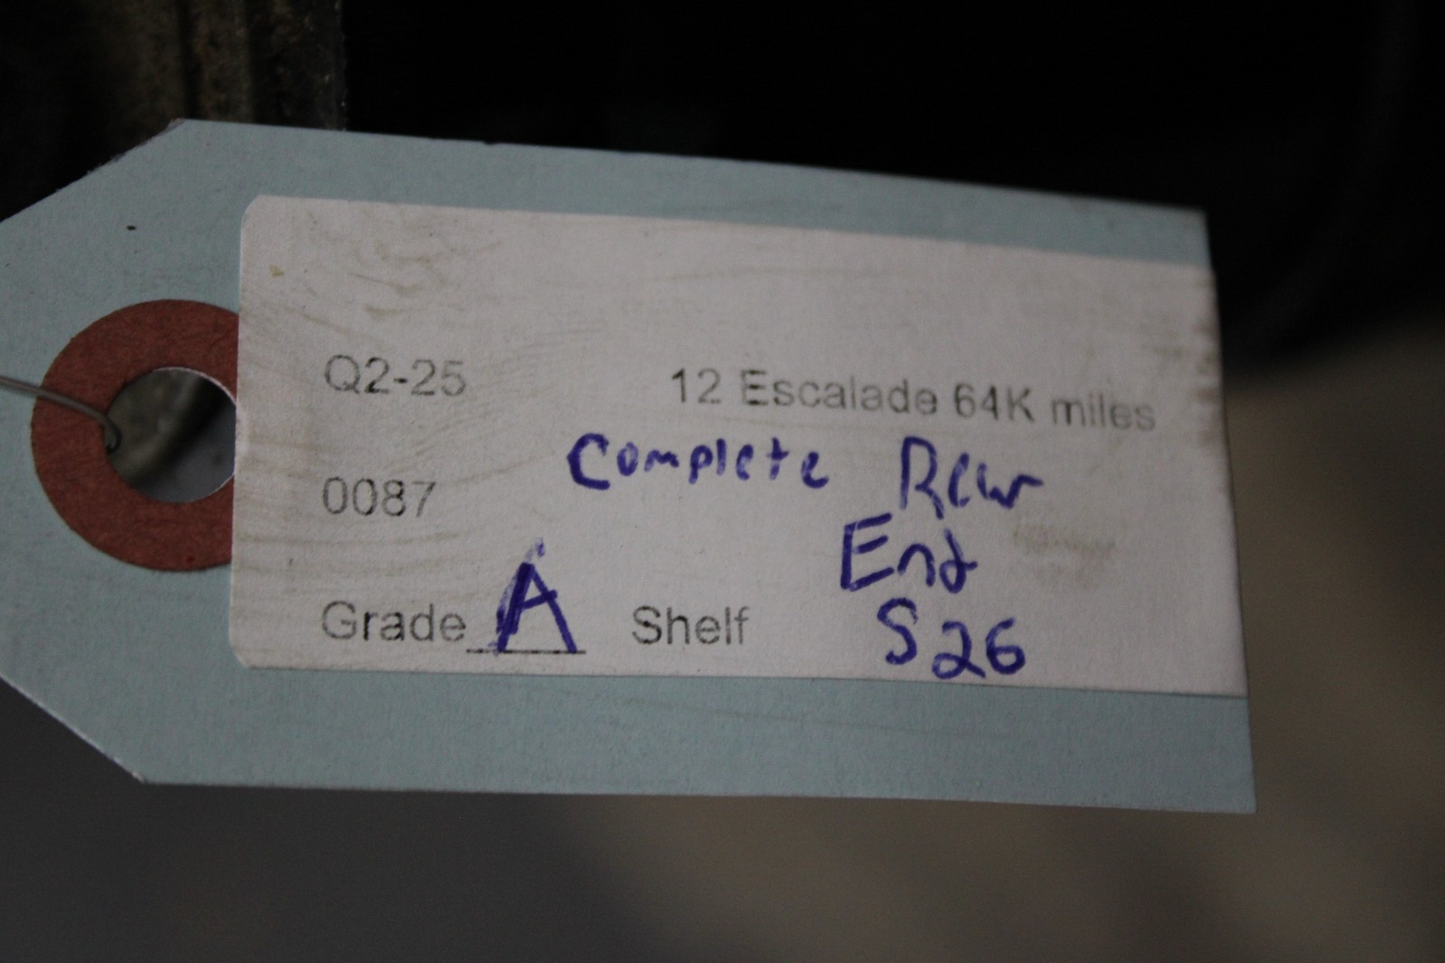 Q2-25 12 Escalade 64K miles
Complete Rear
0087
End
Grade A Shelf S26